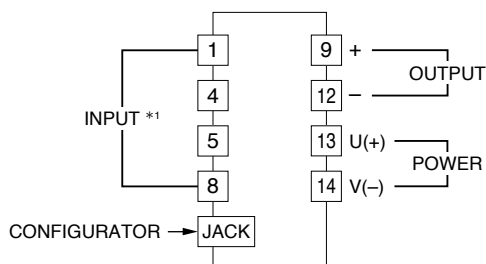 1
9 +
OUTPUT
4
12 –
INPUT *1
5
13 U(+)
POWER
8
14 V(–)
CONFIGURATOR JACK